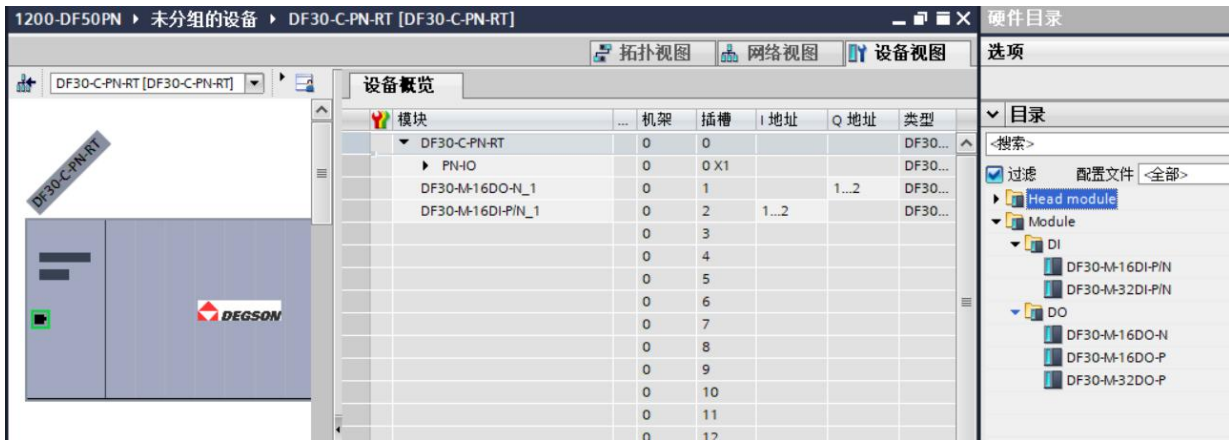 1200-DF50PN ▸ 未分组的设备 ▸ DF30-C-PN-RT [DF30-C-PN-RT]
硬件目录
拓扑视图 网络视图 设备视图
选项
DF30-C-PN-RT [DF30-C-PN-RT]
设备概览
模块 ... 机架 插槽 I 地址 Q 地址 类型
DF30-C-PN-RT 0 0 DF30...
PN-IO 0 0 X1 DF30...
DF30-M-16DO-N_1 0 1 1...2 DF30...
DF30-M-16DI-P/N_1 0 2 1...2 DF30...
0 3
0 4
0 5
0 6
0 7
0 8
0 9
0 10
0 11
0 12
DF30-C-PN-RT
DEGSON
目录
<搜索>
过滤 配置文件 <全部>
Head module
Module
DI
DF30-M-16DI-P/N
DF30-M-32DI-P/N
DO
DF30-M-16DO-N
DF30-M-16DO-P
DF30-M-32DO-P